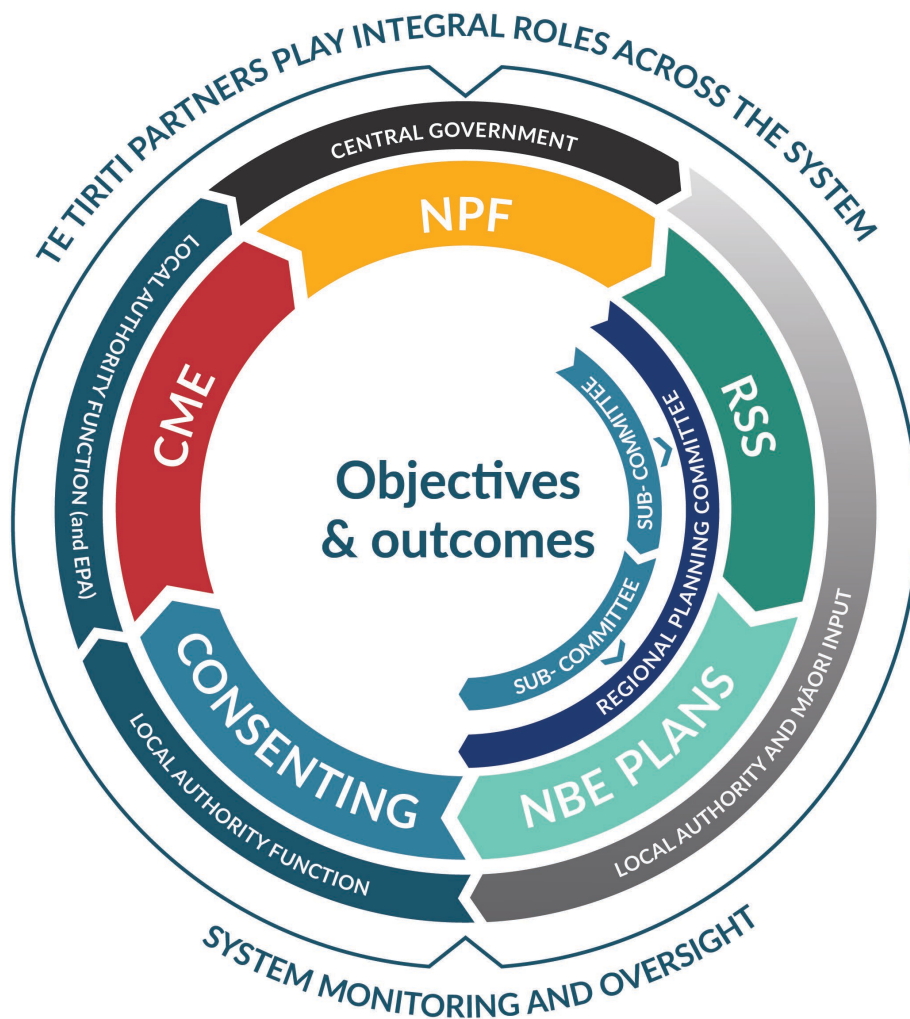 TE TIRITI PARTNERS PLAY INTEGRAL ROLES ACROSS THE SYSTEM
CENTRAL GOVERNMENT
NPF
LOCAL AUTHORITY FUNCTION (and EPA)
CME
RSS
SUB- COMMITTEE
REGIONAL PLANNING COMMITTEE
Objectives
& outcomes
SUB- COMMITTEE
CONSENTING
NBE PLANS
LOCAL AUTHORITY AND MĀORI INPUT
LOCAL AUTHORITY FUNCTION
SYSTEM MONITORING AND OVERSIGHT